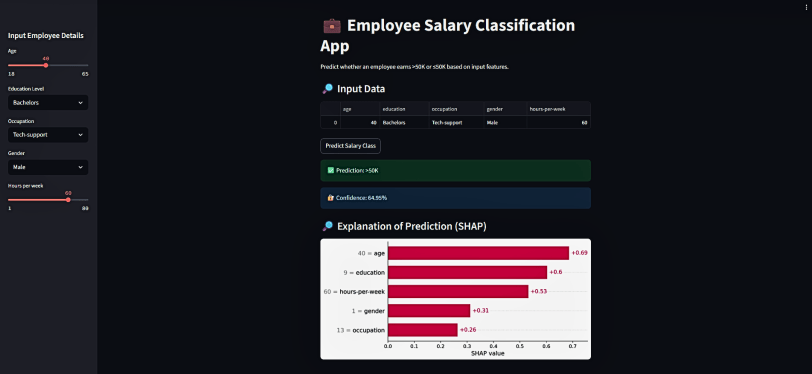 Input Employee Details
Age
40
18 65
Education Level
Bachelors
Occupation
Tech-support
Gender
Male
Hours per week
60
1 89
💼 Employee Salary Classification
App
Predict whether an employee earns >50K or ≤50K based on input features.
🔎 Input Data
age education occupation gender hours-per-week
0 40 Bachelors Tech-support Male 60
Predict Salary Class
✅ Prediction: >50K
💰 Confidence: 64.95%
🔎 Explanation of Prediction (SHAP)
40 = age +0.69
9 = education +0.6
60 = hours-per-week +0.53
1 = gender +0.31
13 = occupation +0.26
0.0 0.1 0.2 0.3 0.4 0.5 0.6 0.7
SHAP value